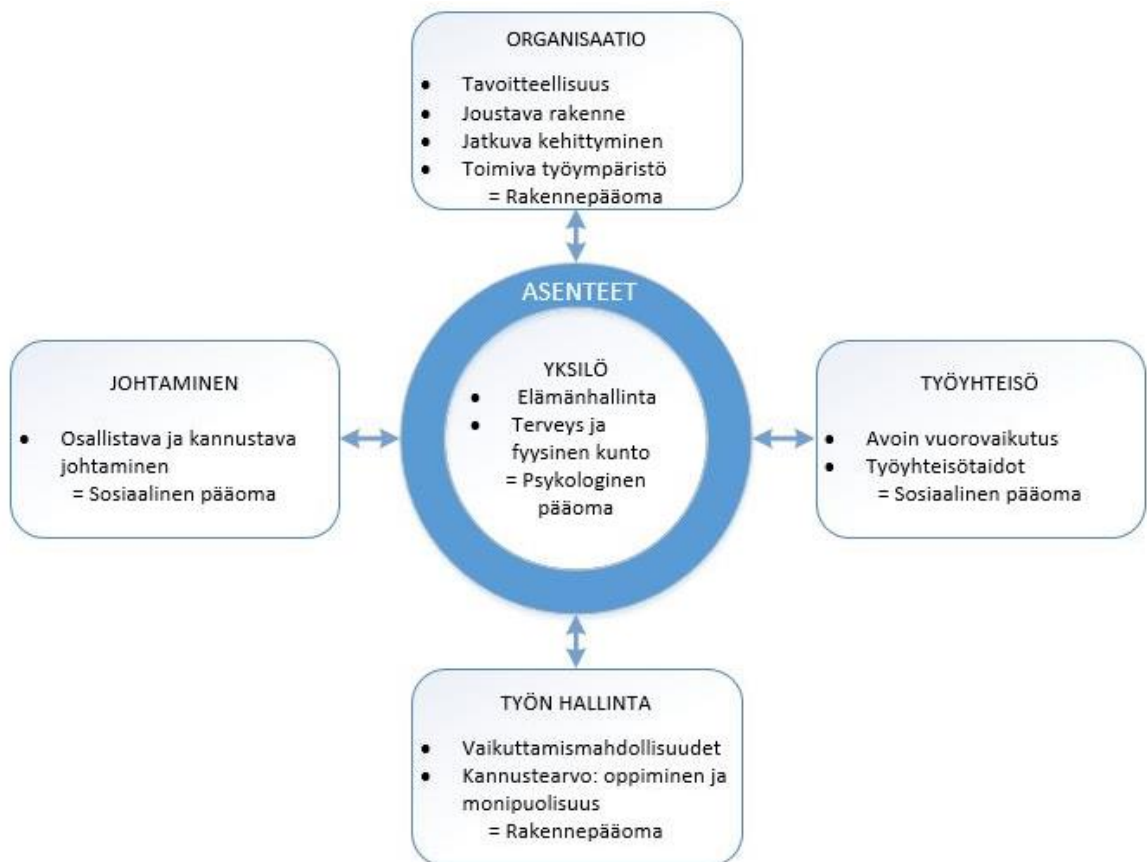 ORGANISAATIO
• Tavoitteellisuus
• Joustava rakenne
• Jatkuva kehittyminen
• Toimiva työympäristö
= Rakennepääoma
ASENTEET
JOHTAMINEN
• Osallistava ja kannustava
johtaminen
= Sosiaalinen pääoma
YKSILÖ
• Elämänhallinta
• Terveys ja
fyysinen kunto
= Psykologinen
pääoma
TYÖYHTEISÖ
• Avoin vuorovaikutus
• Työyhteisötaidot
= Sosiaalinen pääoma
TYÖN HALLINTA
• Vaikuttamismahdollisuudet
• Kannustearvo: oppiminen ja
monipuolisuus
= Rakennepääoma